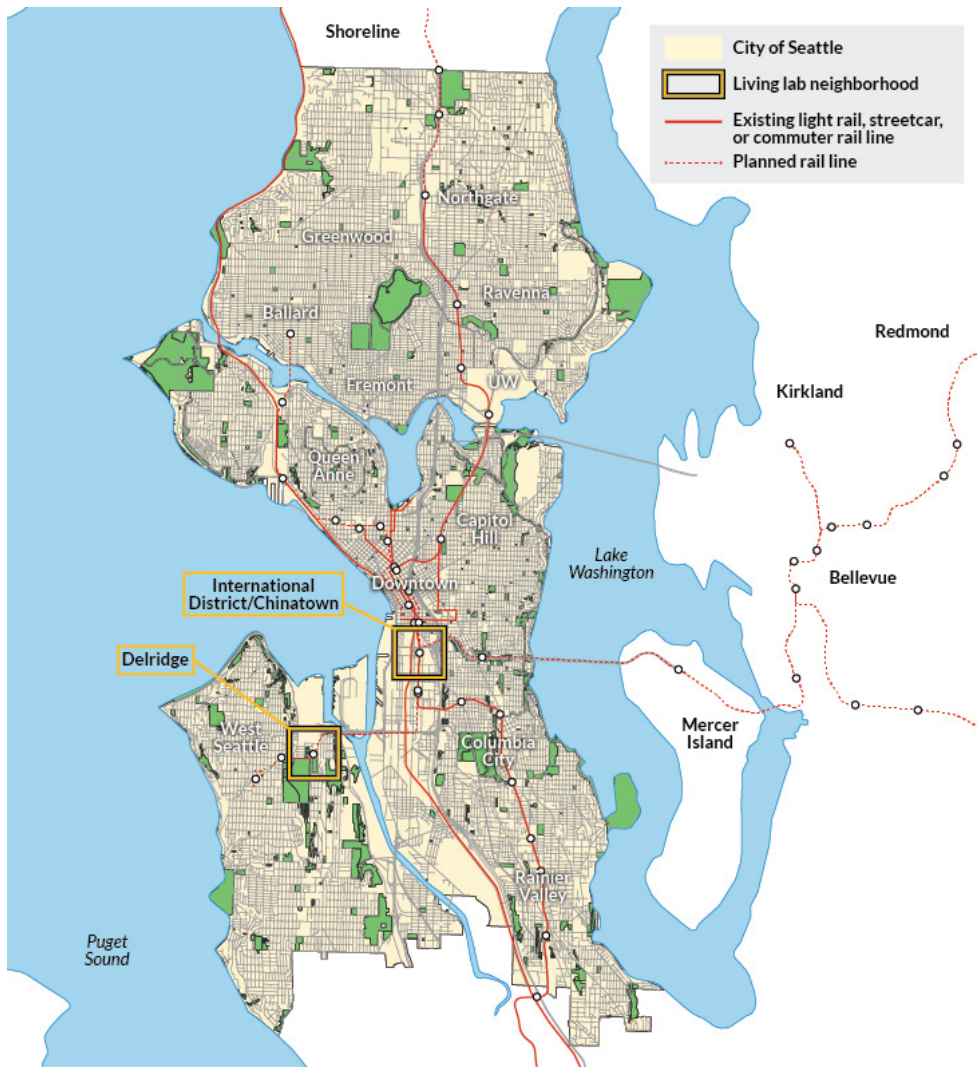 Shoreline
City of Seattle
Living lab neighborhood
Existing light rail, streetcar,
or commuter rail line
Planned rail line
Northgate
Greenwood
Ravenna
Ballard
Redmond
Fremont
UW
Kirkland
Queen
Anne
Capitol
Hill
Lake
Washington
Downtown
Bellevue
International
District/Chinatown
Delridge
West
Seattle
Columbia
City
Mercer
Island
Rainier
Valley
Puget
Sound